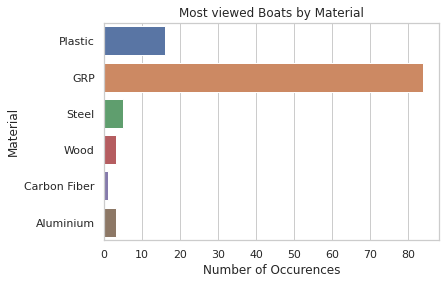 Most viewed Boats by Material
Plastic
GRP
Steel
Wood
Carbon Fiber
Aluminium
Material
0 10 20 30 40 50 60 70 80
Number of Occurences